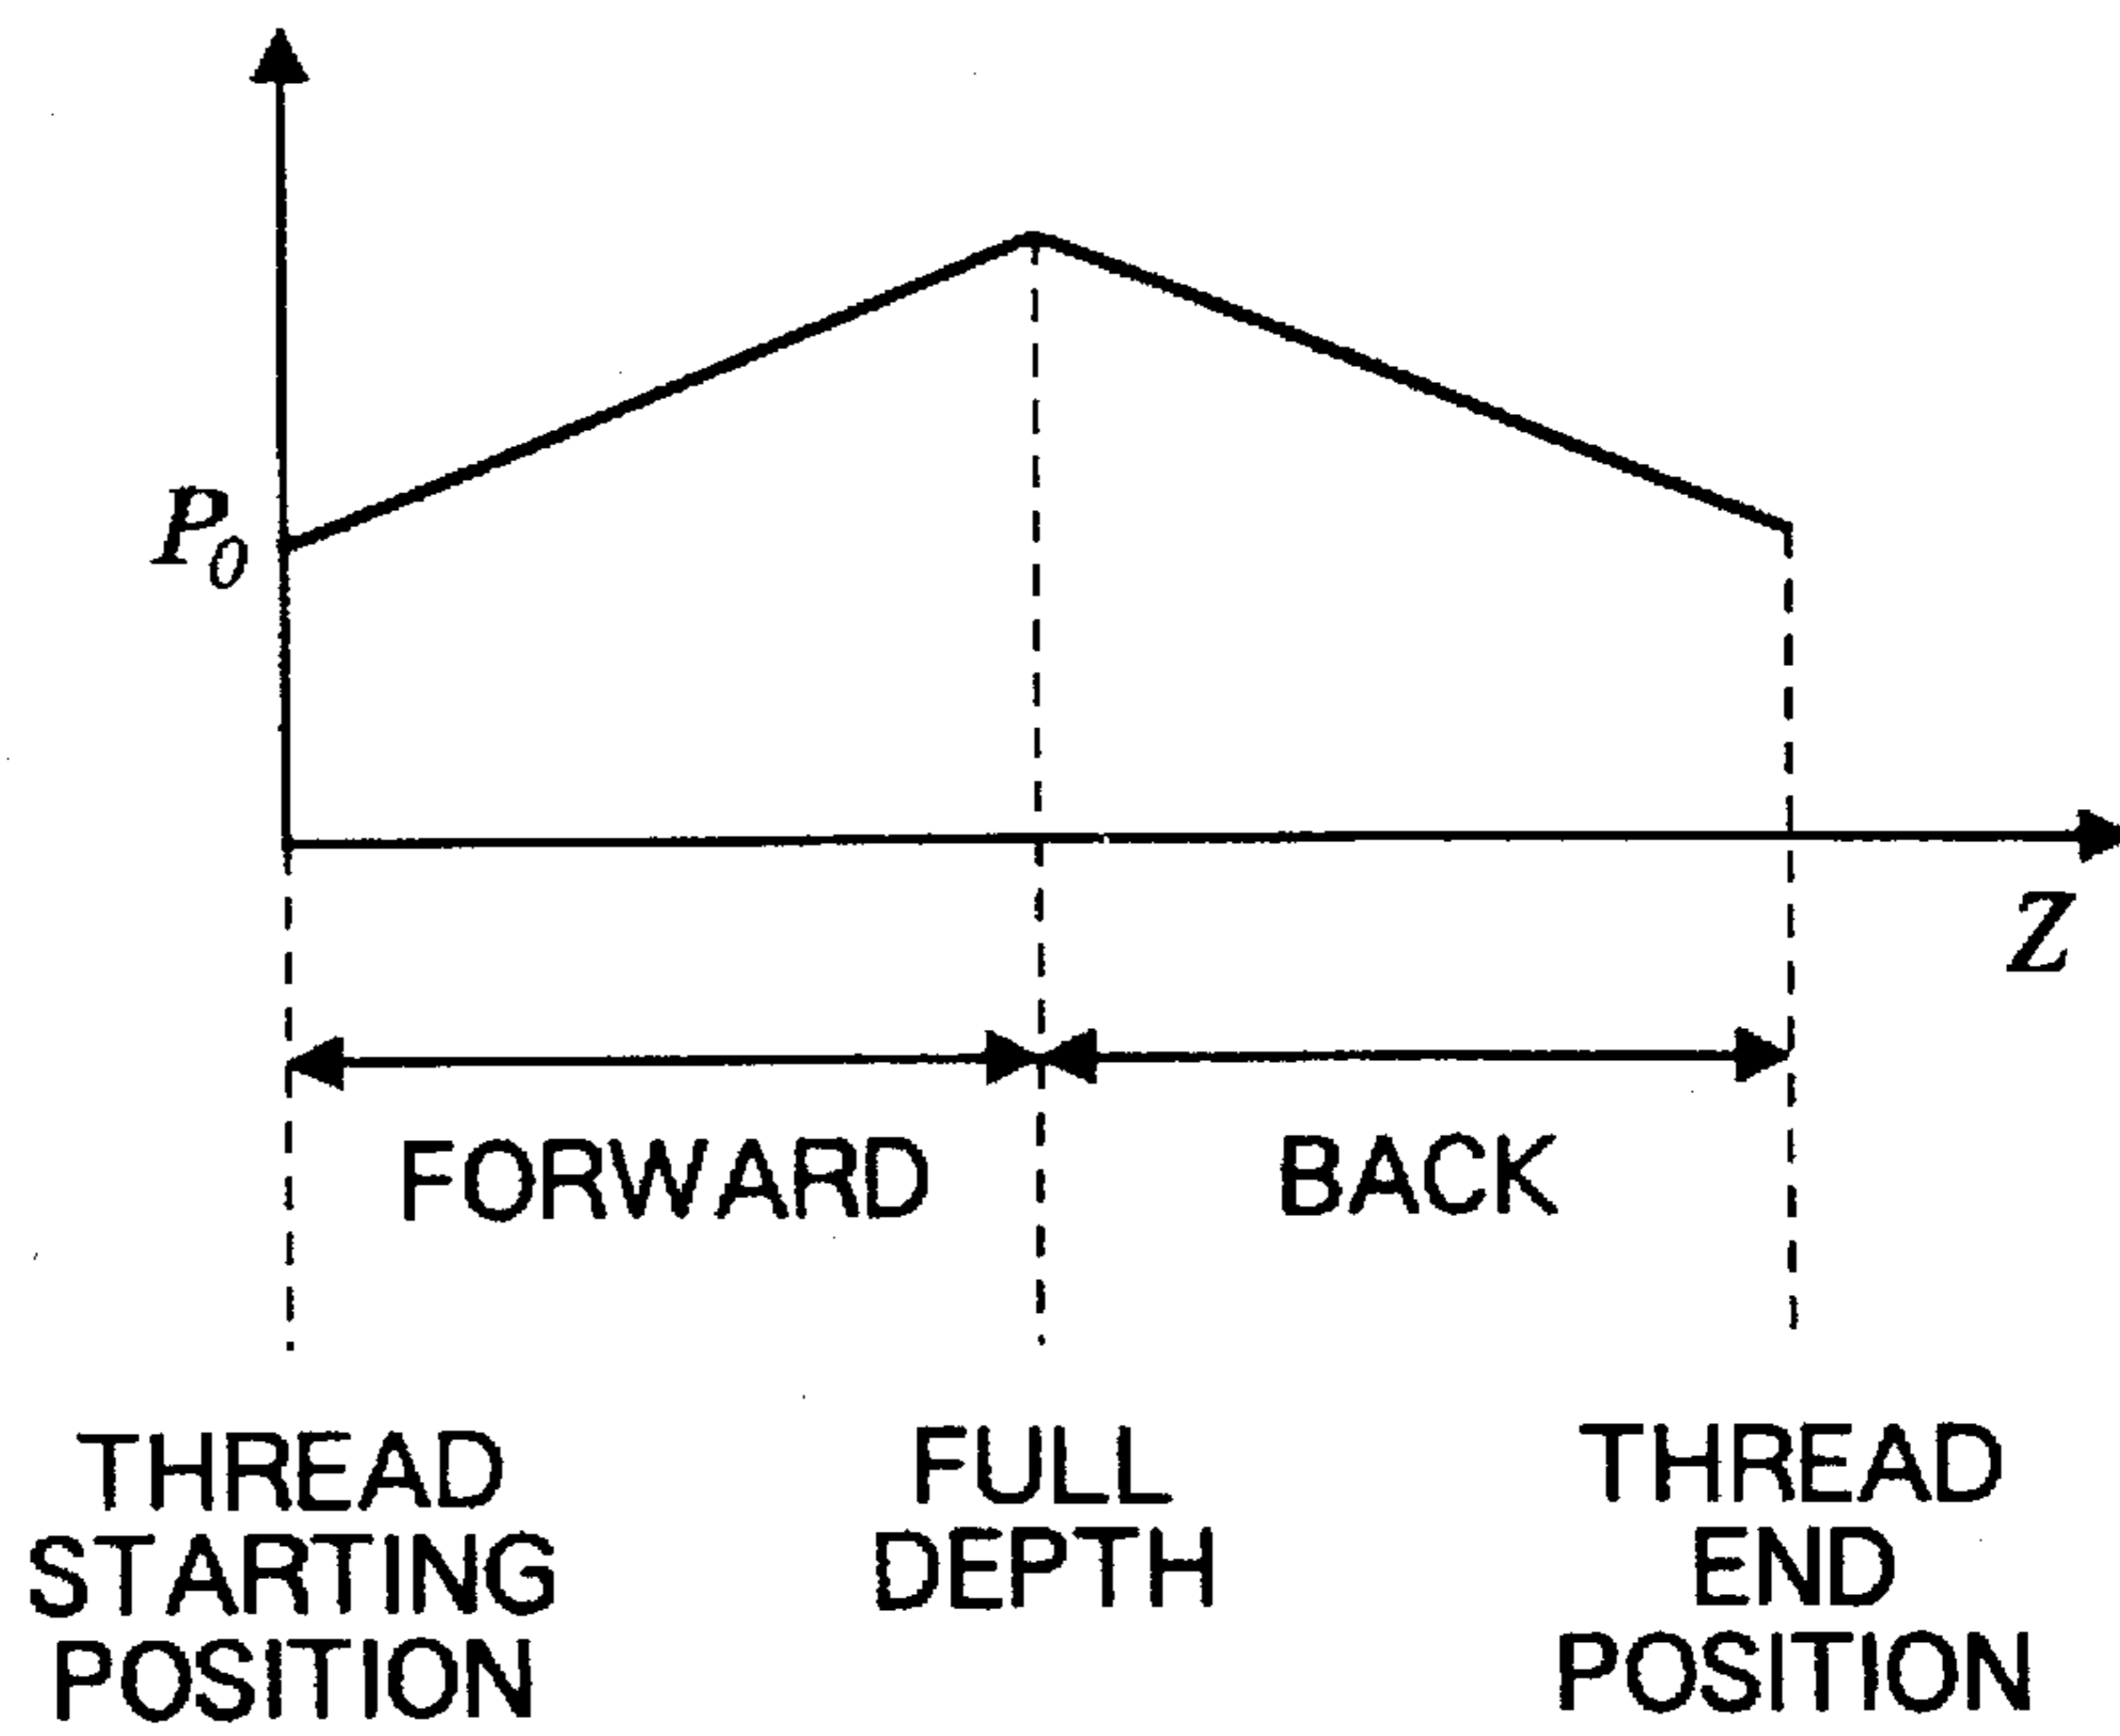 P0
Z
FORWARD
BACK
THREAD STARTING POSITION
FULL DEPTH
THREAD END POSITION